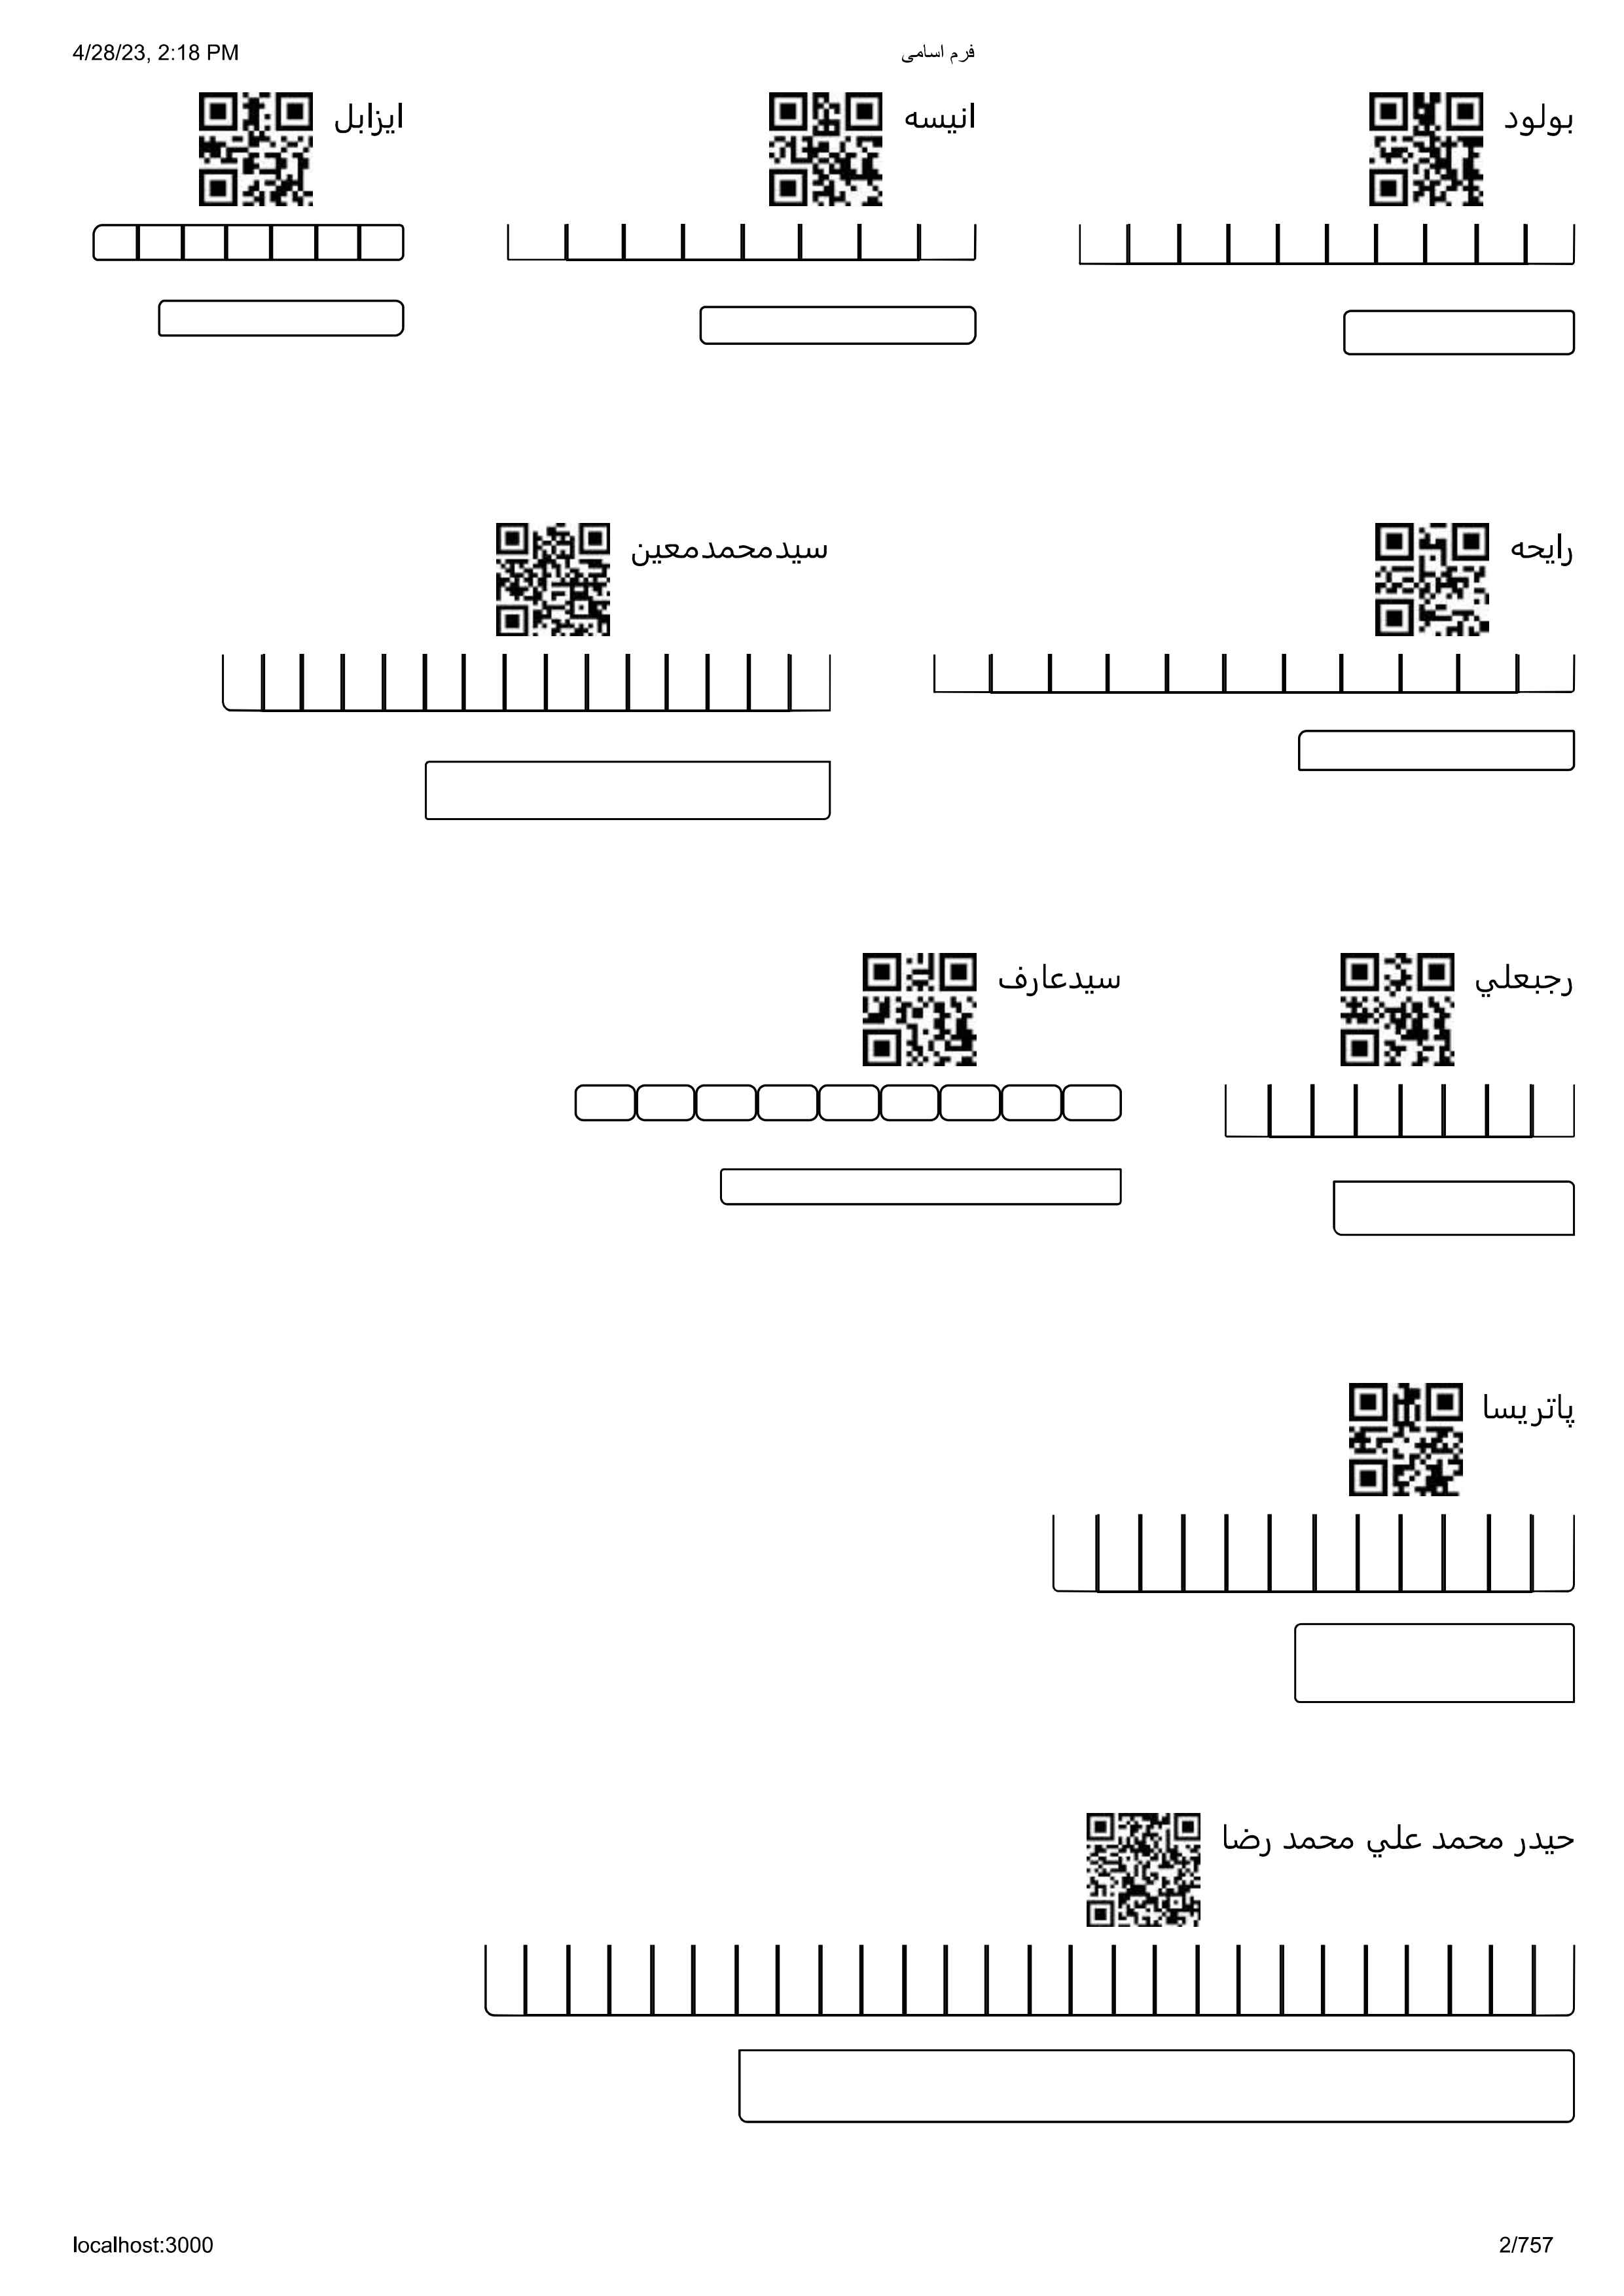 4/28/23, 2:18 PM فرم اسامی
بولود انیسه ایزابل
رایحه سیدمحمدمعین
رجبعلي سیدعارف
پاتریسا
حیدر محمد علي محمد رضا
localhost:3000 2/757